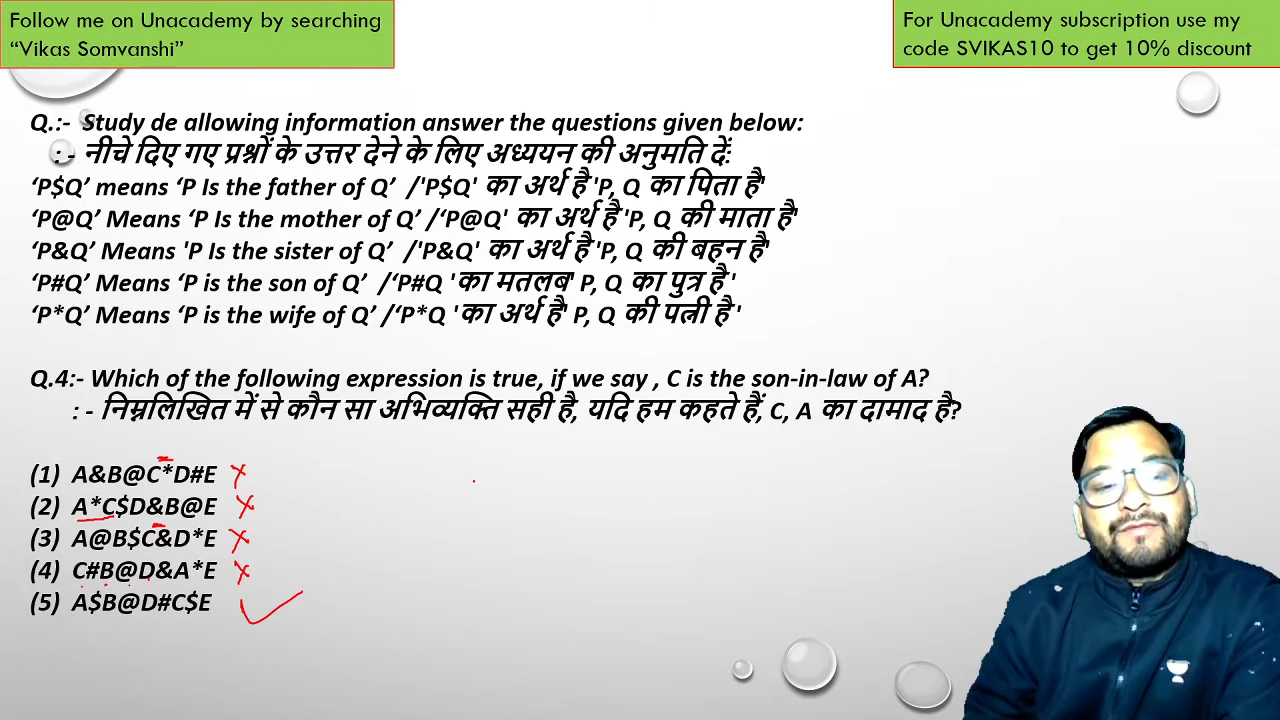 Follow me on Unacademy by searching
“Vikas Somvanshi”
For Unacademy subscription use my
code SVIKAS10 to get 10% discount
Q.:- Study de allowing information answer the questions given below:
: - नीचे दिए गए प्रश्नों के उत्तर देने के लिए अध्ययन की अनुमति दें:
‘P$Q’ means ‘P Is the father of Q’ /'P$Q' का अर्थ है 'P, Q का पिता है'
‘P@Q’ Means ‘P Is the mother of Q’ /‘P@Q' का अर्थ है 'P, Q की माता है'
‘P&Q’ Means 'P Is the sister of Q’ /'P&Q' का अर्थ है 'P, Q की बहन है'
‘P#Q’ Means ‘P is the son of Q’ /‘P#Q 'का मतलब' P, Q का पुत्र है '
‘P*Q’ Means ‘P is the wife of Q’ /‘P*Q 'का अर्थ है' P, Q की पत्नी है '
Q.4:- Which of the following expression is true, if we say , C is the son-in-law of A?
: - निम्नलिखित में से कौन सा अभिव्यक्ति सही है, यदि हम कहते हैं, C, A का दामाद है?
(1) A&B@C*D#E
(2) A*C$D&B@E
(3) A@B$C&D*E
(4) C#B@D&A*E
(5) A$B@D#C$E